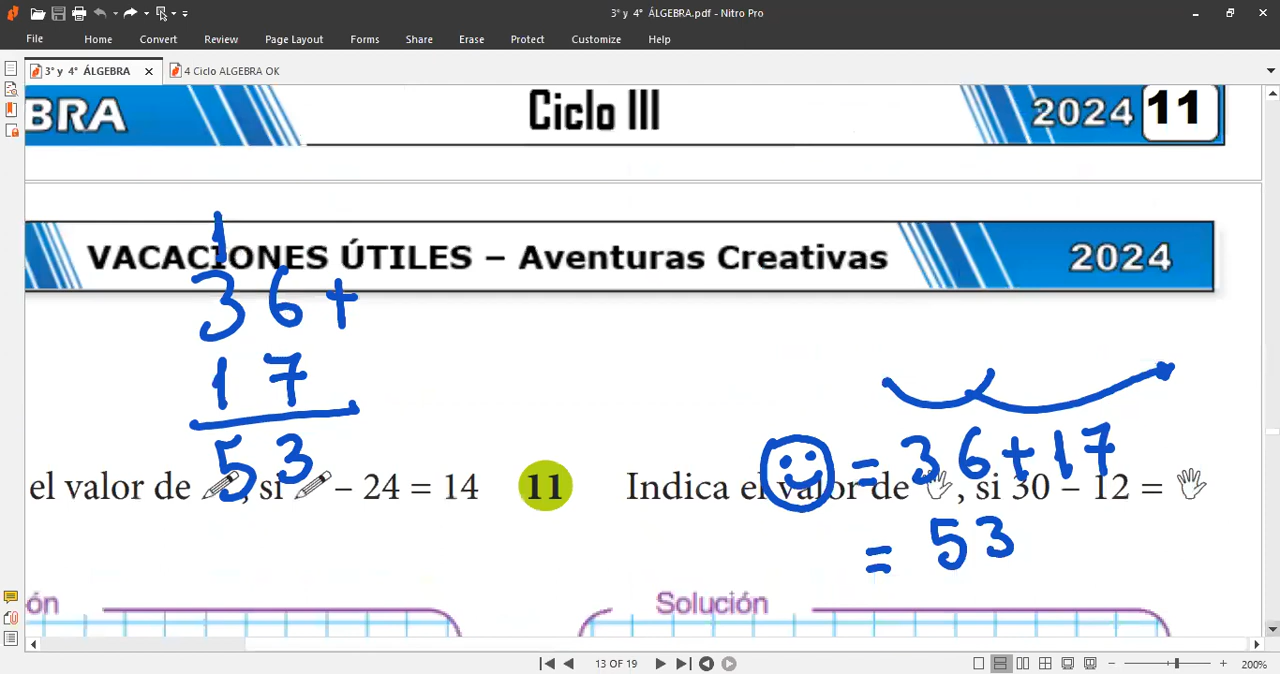 3° y 4° ÁLGEBRA.pdf - Nitro Pro
File Home Convert Review Page Layout Forms Share Erase Protect Customize Help
3° y 4° ÁLGEBRA
4 Ciclo ALGEBRA OK
BRA
Ciclo III
2024 11
VACACIONES ÚTILES – Aventuras Creativas
2024
1
36+
17
53
= 36+17
= 53
el valor de , si – 24 = 14
11 Indica el valor de , si 30 – 12 =
ón
Solución
13 OF 19
200%